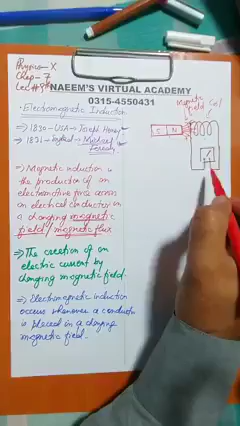 Physics - X
Chap - 7
Lec #
NAEEM'S VIRTUAL ACADEMY
0315-4550431
Electromagnetic Induction
⇒ 1830 - USA - Joseph Henry
⇒ 1831 - England - Michael
Faraday
⇒ Magnetic induction is
the production of an
electromotive force across
an electrical conductor in
a changing magnetic
field / magnetic flux
⇒ The creation of an
electric current by
changing magnetic field.
⇒ Electromagnetic induction
occurs whenever a conductor
is placed in a changing
magnetic field.
magnetic
field
Coil
S N